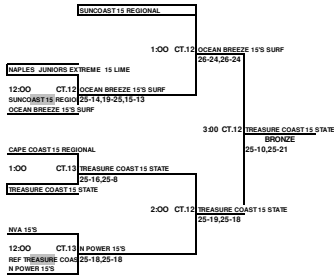 SUNCOAST 15 REGIONAL
1:OO CT.12 OCEAN BREEZE 15'S SURF
26-24,26-24
NAPLES JUNIORS EXTREME 15 LIME
12:OO CT.12 OCEAN BREEZE 15'S SURF
SUNCOAST 15 REGIO 25-14,19-25,15-13
OCEAN BREEZE 15'S SURF
3:00 CT.12 TREASURE COAST 15 STATE
BRONZE
25-10,25-21
CAPE COAST 15 REGIONAL
1:OO CT.13 TREASURE COAST 15 STATE
25-16,25-8
TREASURE COAST 15 STATE
2:OO CT.12 TREASURE COAST 15 STATE
25-19,25-18
NVA 15'S
12:OO CT.13 N POWER 15'S
REF TREASURE COAS 25-18,25-18
N POWER 15'S